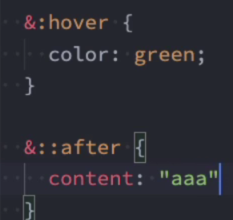 &:hover {
color: green;
}
&::after {
content: "aaa"
}